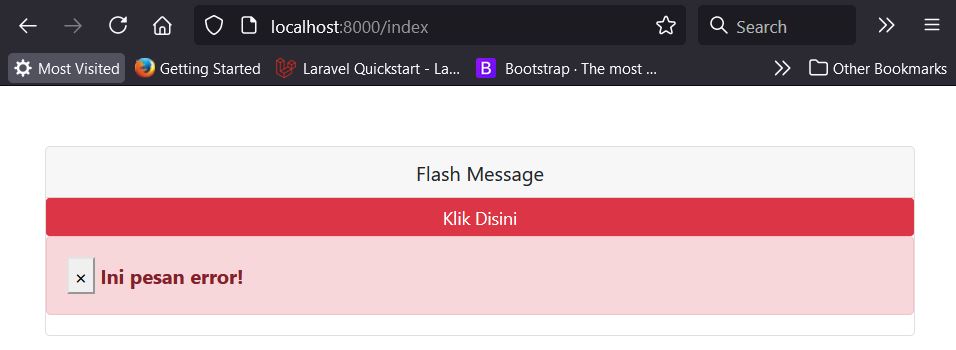 localhost:8000/index
Search
Most Visited
Getting Started
Laravel Quickstart - La...
B
Bootstrap · The most ...
Other Bookmarks
Flash Message
Klik Disini
× Ini pesan error!